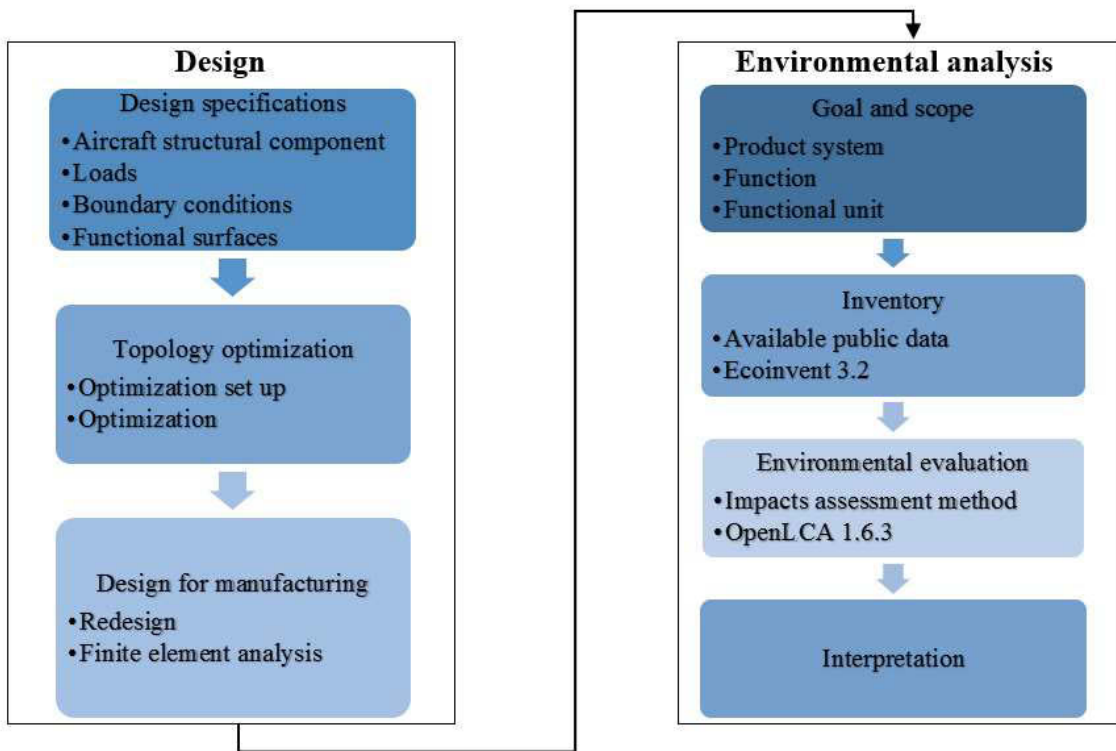 Design
Design specifications
•Aircraft structural component
•Loads
•Boundary conditions
•Functional surfaces
Topology optimization
•Optimization set up
•Optimization
Design for manufacturing
•Redesign
•Finite element analysis
Environmental analysis
Goal and scope
•Product system
•Function
•Functional unit
Inventory
•Available public data
•Ecoinvent 3.2
Environmental evaluation
•Impacts assessment method
•OpenLCA 1.6.3
Interpretation